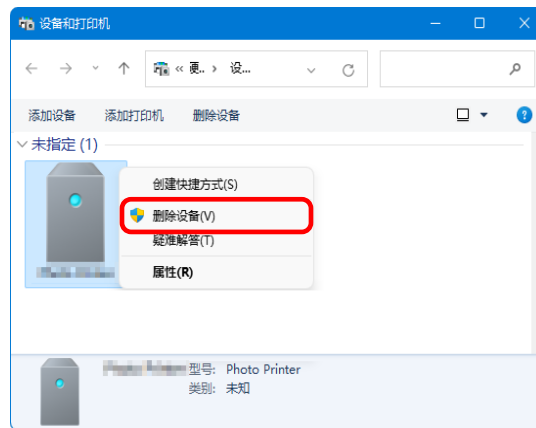 设备和打印机
« 硬.. › 设...
添加设备 添加打印机 删除设备
未指定 (1)
创建快捷方式(S)
删除设备(V)
疑难解答(T)
属性(R)
型号: Photo Printer
类别: 未知